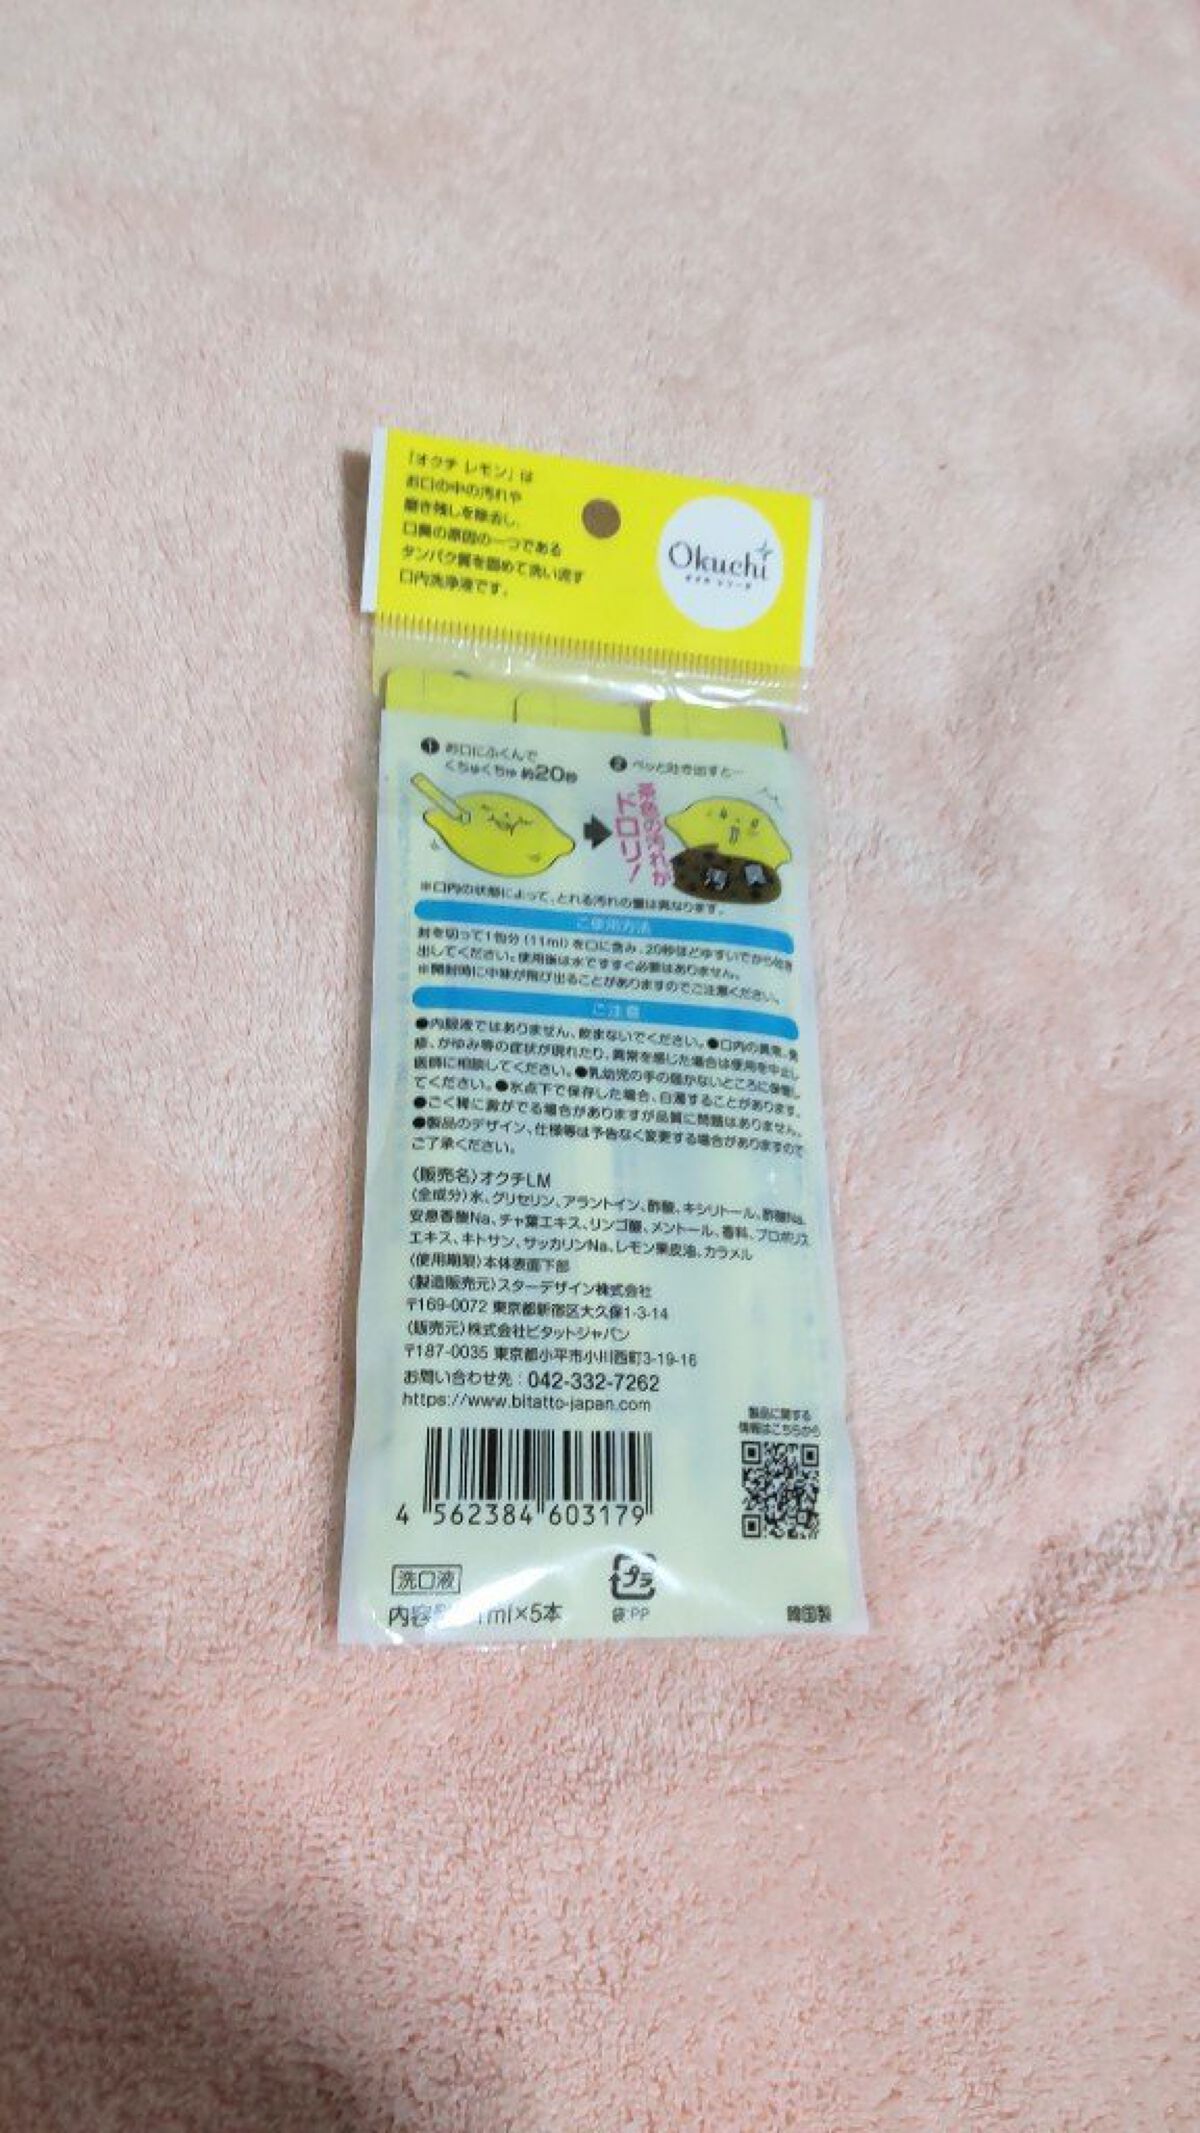 「オクチ レモン」は
お口の中の汚れや
磨き残しを除去し、
口臭の原因の一つである
タンパク質を固めて洗い流す
口内洗浄液です。
Okuchi
オクチ シリーズ
❶ お口にふくんで
くちゅくちゅ 約20秒
❷ ペッと吐き出すと…
茶色の汚れが
ドロリ!
※口内の状態によって、とれる汚れの量は異なります。
ご使用方法
封を切って1包分(11ml)を口に含み、20秒ほどゆすいでから吐き
出してください。使用後は水ですすぐ必要はありません。
※開封時に中味が飛び出ることがありますのでご注意ください。
ご注意
●内服液ではありません、飲まないでください。●口内の異常、発
疹、かゆみ等の症状が現れたり、異常を感じた場合は使用を中止し
医師に相談してください。●乳幼児の手の届かないところに保管し
てください。●氷点下で保存した場合、白濁することがあります。
●ごく稀に澱がでる場合がありますが品質に問題はありません。
●製品のデザイン、仕様等は予告なく変更する場合がありますので
ご了承ください。
〈販売名〉オクチLM
〈全成分〉水、グリセリン、アラントイン、酢酸、キシリトール、酢酸Na、
安息香酸Na、チャ葉エキス、リンゴ酸、メントール、香料、プロポリス
エキス、キトサン、サッカリンNa、レモン果皮油、カラメル
〈使用期限〉本体表面下部
〈製造販売元〉スターデザイン株式会社
〒169-0072 東京都新宿区大久保1-3-14
〈販売元〉株式会社ビタットジャパン
〒187-0035 東京都小平市小川西町3-19-16
お問い合わせ先：042-332-7262
https://www.bitatto-japan.com
製品に関する
情報はこちらから
4 562384 603179
洗口液
内容 ml×5本
プラ
袋:PP
韓国製